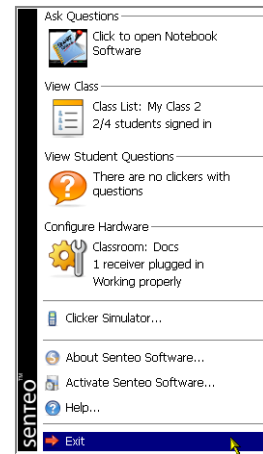 Ask Questions
Click to open Notebook
Software
View Class
Class List: My Class 2
2/4 students signed in
View Student Questions
There are no clickers with
questions
Configure Hardware
Classroom: Docs
1 receiver plugged in
Working properly
Clicker Simulator...
About Senteo Software...
Activate Senteo Software...
Help...
Exit
senteo™